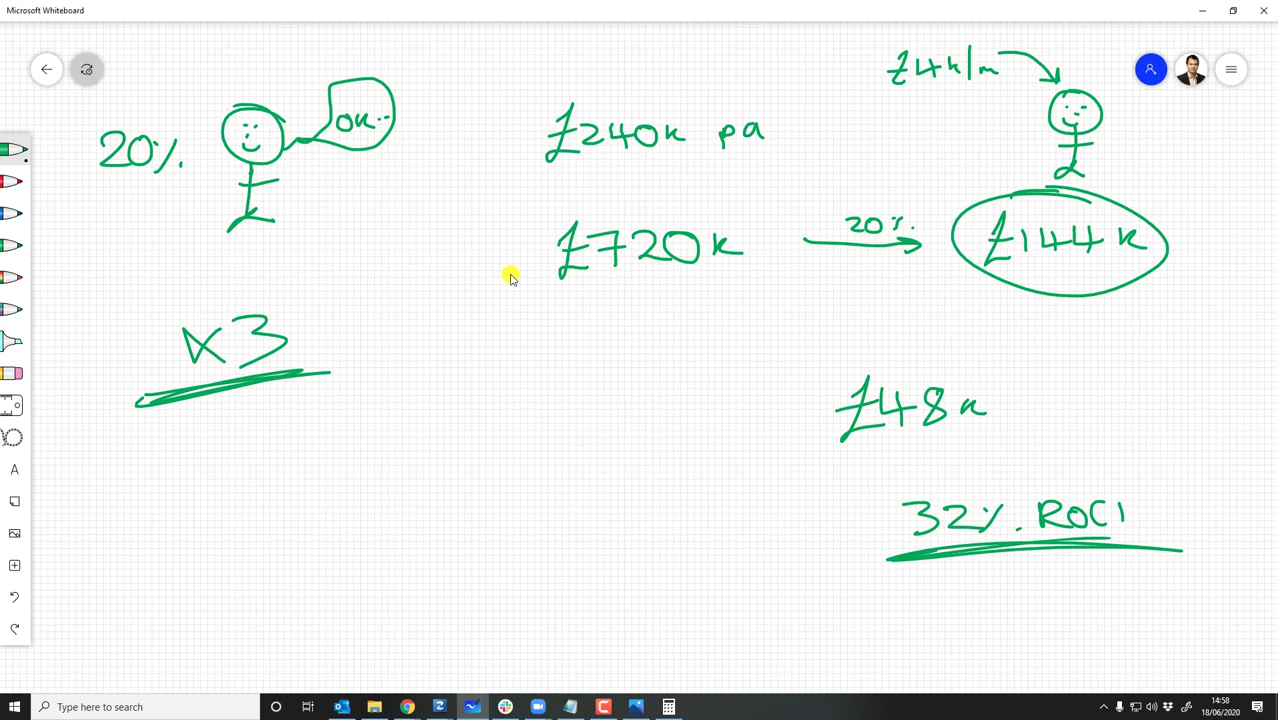 Microsoft Whiteboard
£4k/m
20%.
OK..
£240k pa
£720k
20%.
£144k
x3
£48k
32%. ROCI
A
Type here to search
14:58
18/06/2020